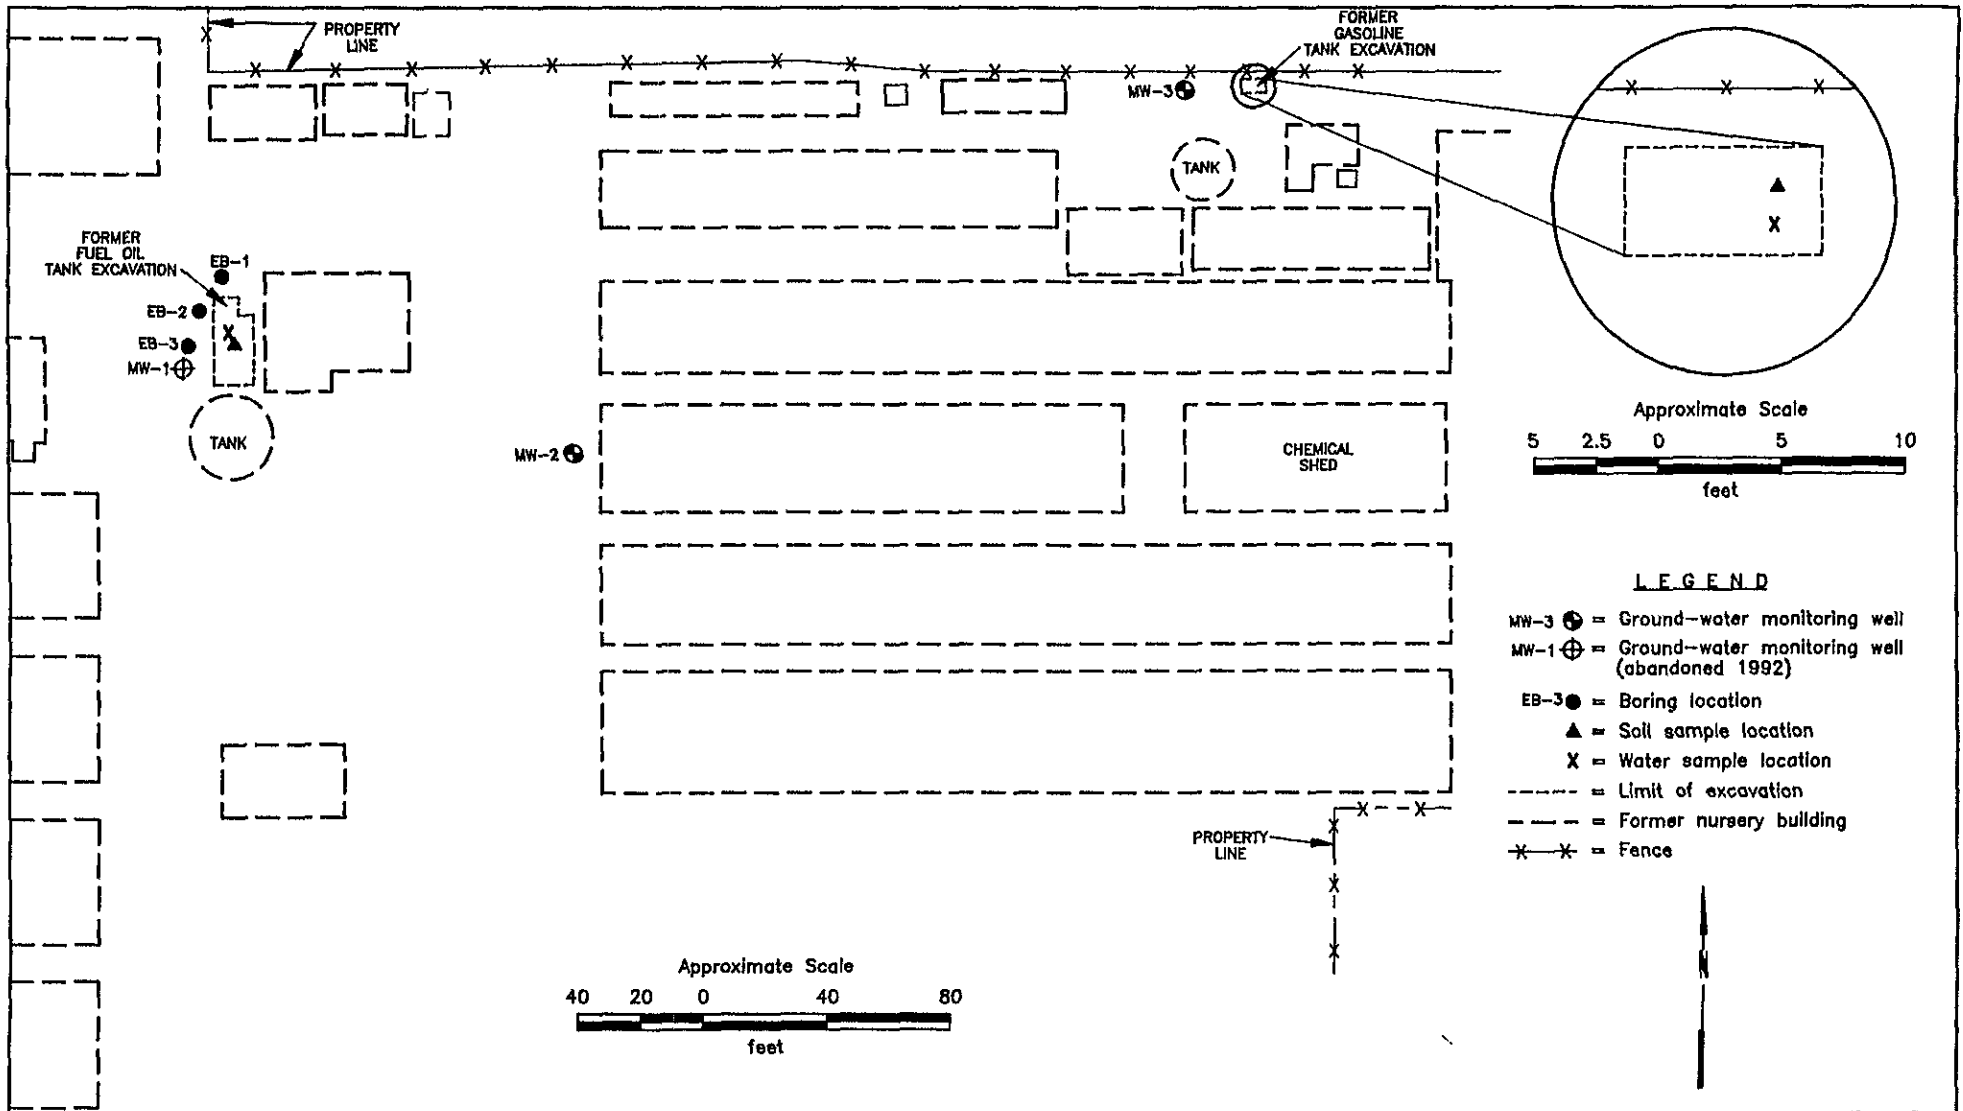 PROPERTY
LINE
FORMER
GASOLINE
TANK EXCAVATION
MW-3
TANK
FORMER
FUEL OIL
TANK EXCAVATION
EB-1
EB-2
EB-3
MW-1
TANK
MW-2
CHEMICAL
SHED
Approximate Scale
5 2.5 0 5 10
feet
LEGEND
MW-3 = Ground-water monitoring well
MW-1 = Ground-water monitoring well
(abandoned 1992)
EB-3 = Boring location
= Soil sample location
X = Water sample location
= Limit of excavation
= Former nursery building
= Fence
PROPERTY
LINE
Approximate Scale
40 20 0 40 80
feet
N